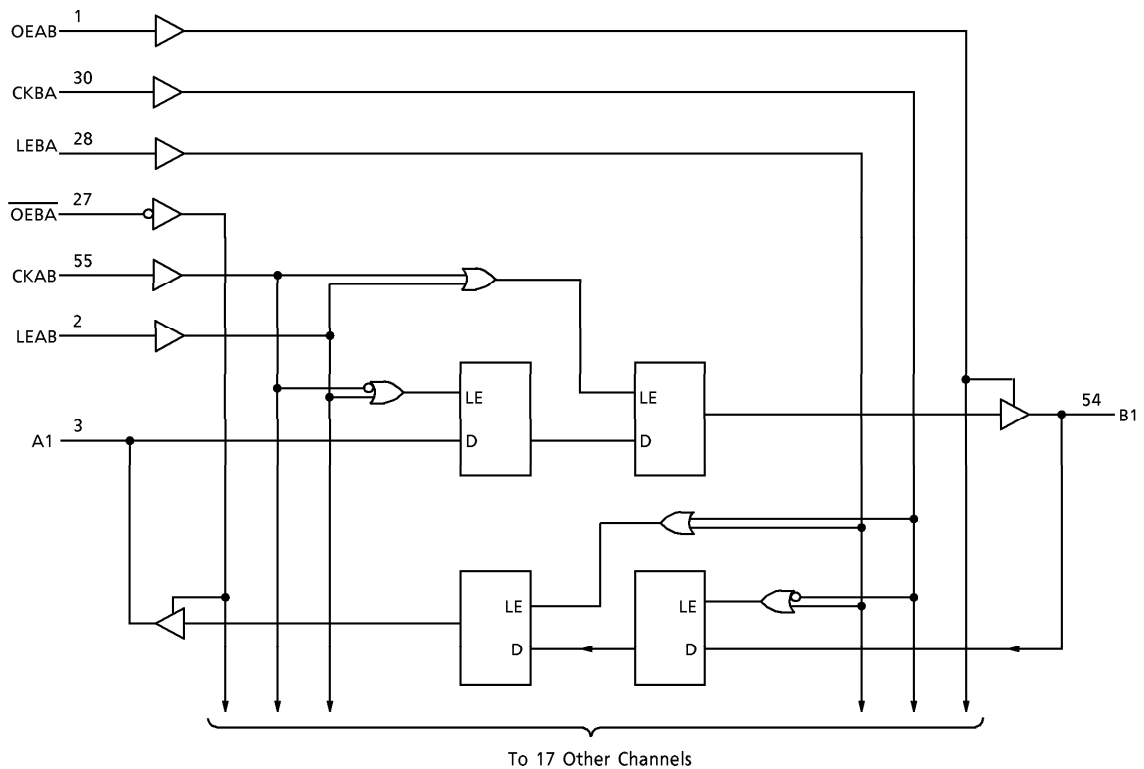 OEAB 1
CKBA 30
LEBA 28
OEBA 27
CKAB 55
LEAB 2
LE
LE
A1 3
D
D
54 B1
LE
LE
D
D
To 17 Other Channels